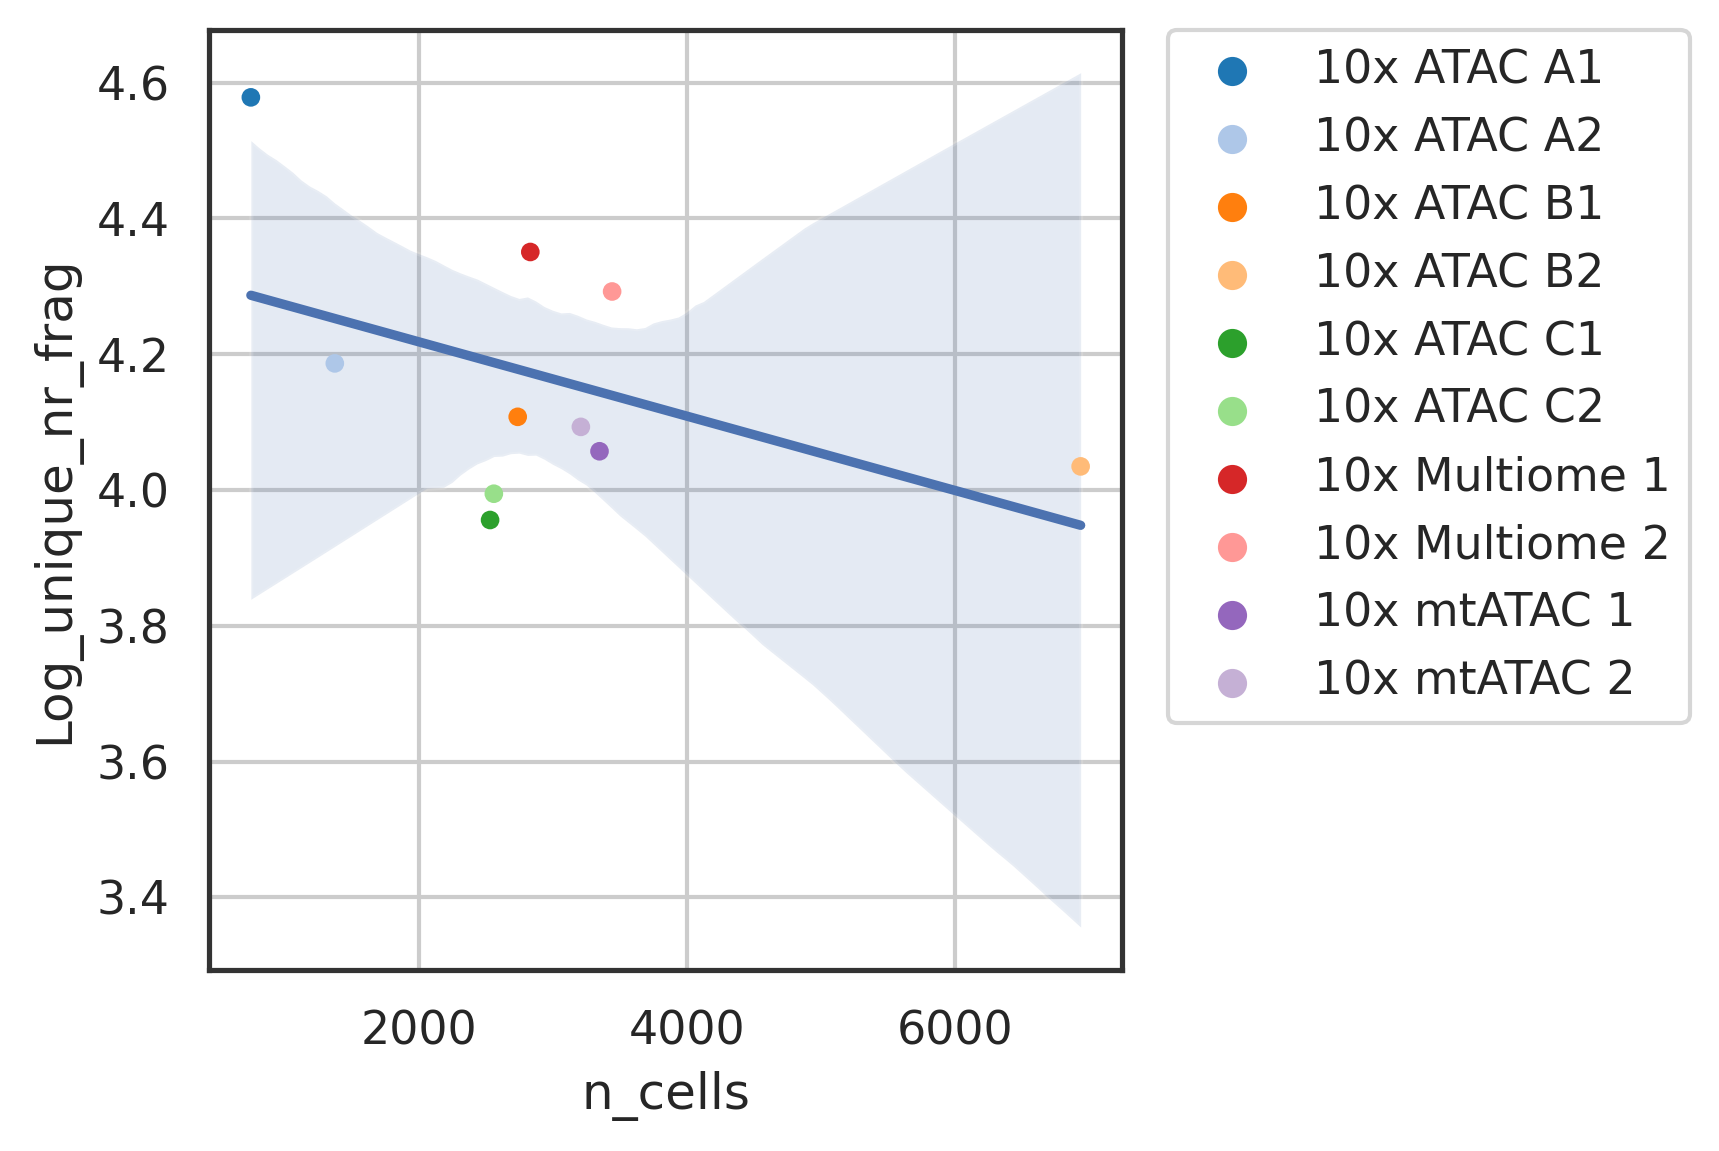 4.6
4.4
4.2
4.0
3.8
3.6
3.4
Log_unique_nr_frag
2000 4000 6000
n_cells
10x ATAC A1
10x ATAC A2
10x ATAC B1
10x ATAC B2
10x ATAC C1
10x ATAC C2
10x Multiome 1
10x Multiome 2
10x mtATAC 1
10x mtATAC 2